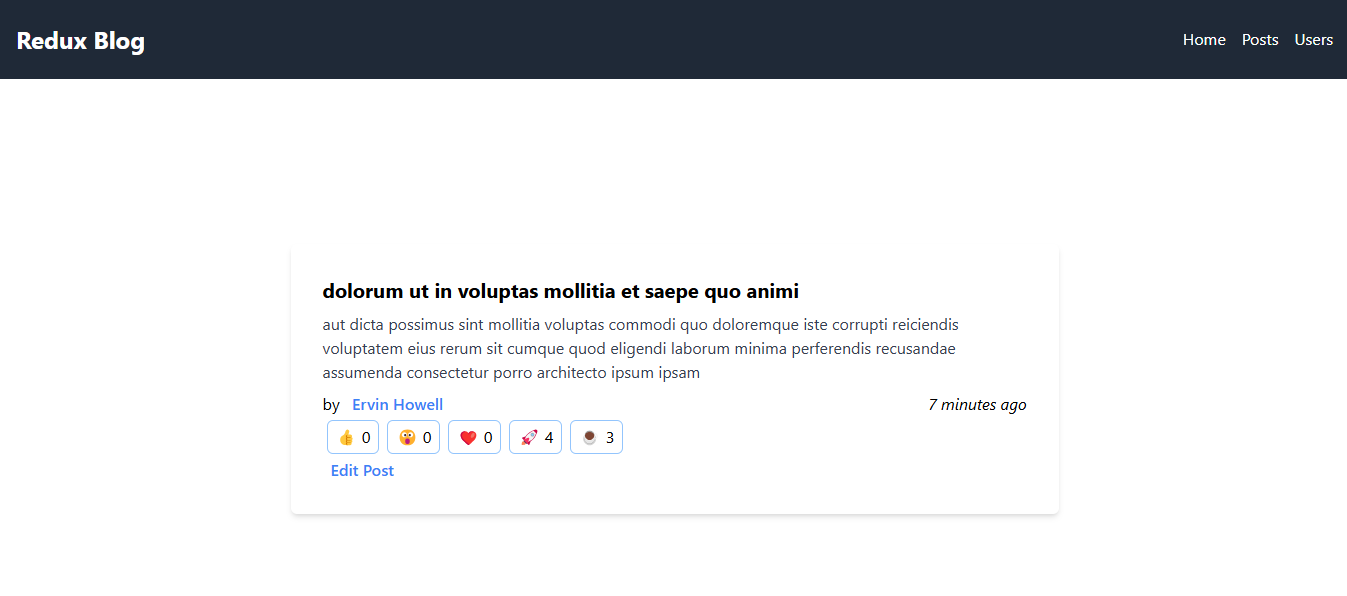 Redux Blog
Home Posts Users
dolorum ut in voluptas mollitia et saepe quo animi
aut dicta possimus sint mollitia voluptas commodi quo doloremque iste corrupti reiciendis
voluptatem eius rerum sit cumque quod eligendi laborum minima perferendis recusandae
assumenda consectetur porro architecto ipsum ipsam
by Ervin Howell 7 minutes ago
👍 0 😲 0 ❤️ 0 🚀 4 ☕ 3
Edit Post